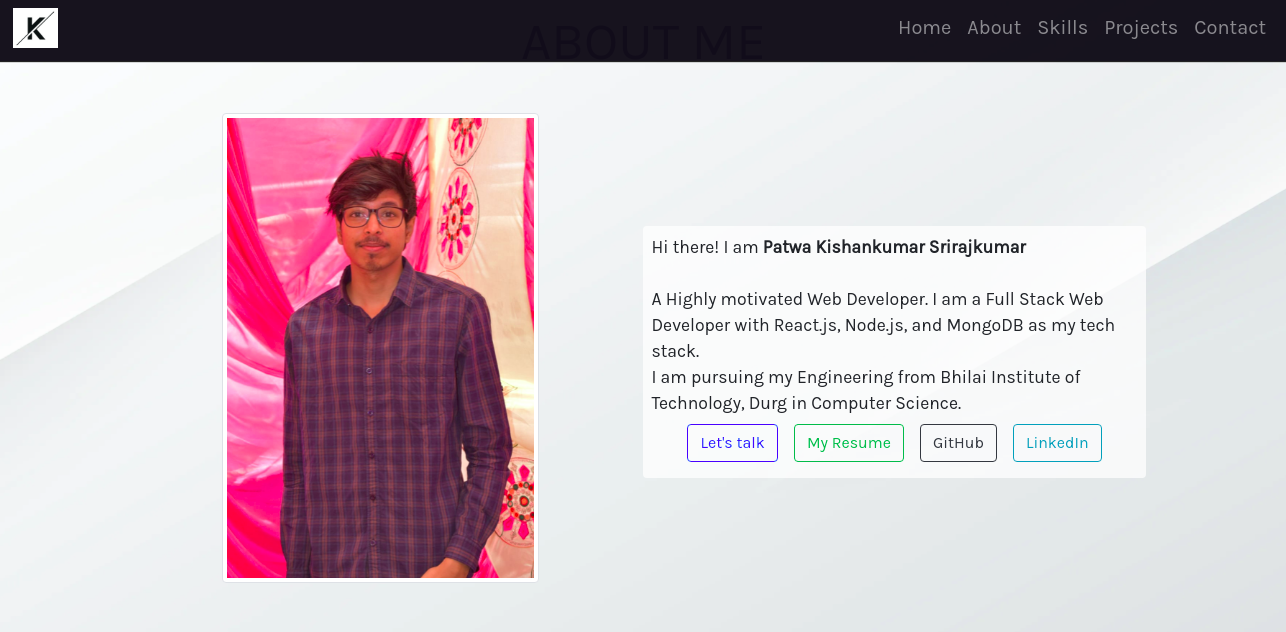 K
Home About Skills Projects Contact
ABOUT ME
Hi there! I am Patwa Kishankumar Srirajkumar
A Highly motivated Web Developer. I am a Full Stack Web
Developer with React.js, Node.js, and MongoDB as my tech
stack.
I am pursuing my Engineering from Bhilai Institute of
Technology, Durg in Computer Science.
Let's talk My Resume GitHub LinkedIn